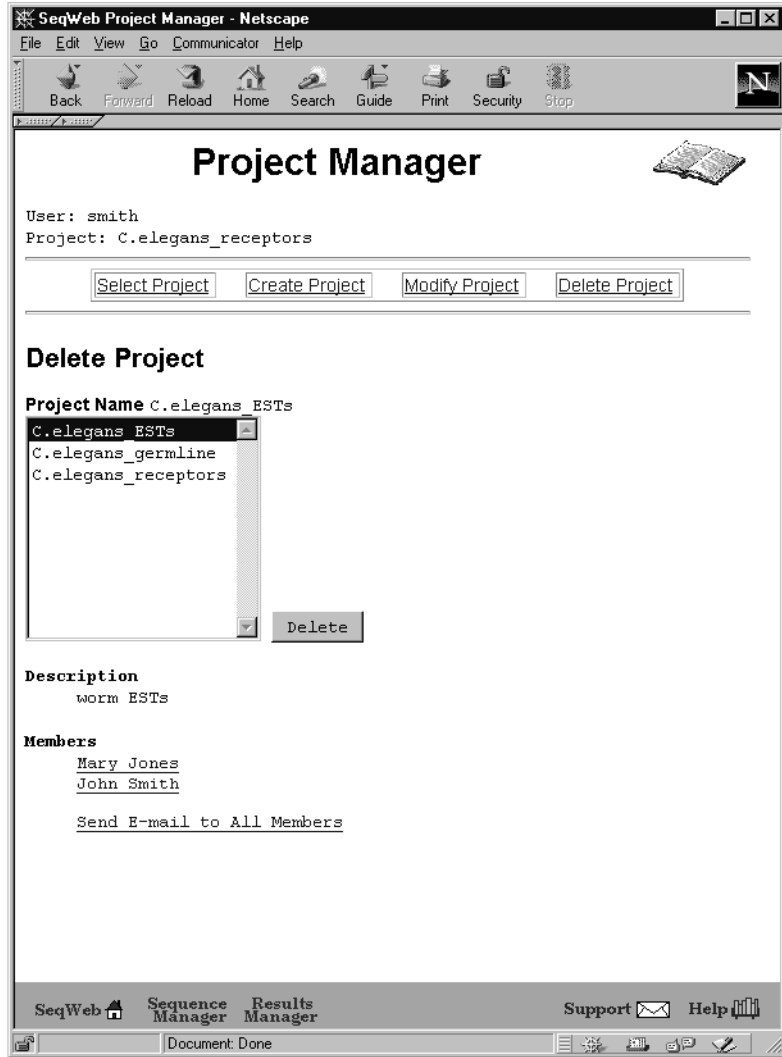 SeqWeb Project Manager - Netscape
File Edit View Go Communicator Help
Back Forward Reload Home Search Guide Print Security Stop
N
Project Manager
User: smith
Project: C.elegans_receptors
Select Project Create Project Modify Project Delete Project
Delete Project
Project Name C.elegans_ESTs
C.elegans_ESTs
C.elegans_germline
C.elegans_receptors
Delete
Description
worm ESTs
Members
Mary Jones
John Smith
Send E-mail to All Members
SeqWeb Sequence Manager Results Manager Support Help
Document: Done